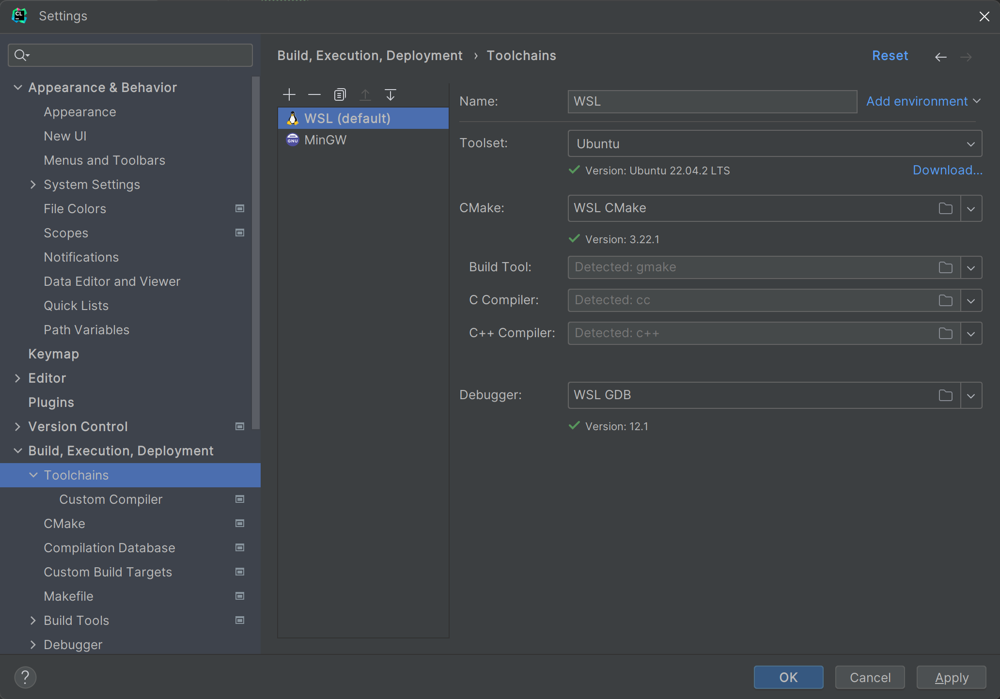 CL Settings
Appearance & Behavior
Appearance
New UI
Menus and Toolbars
System Settings
File Colors
Scopes
Notifications
Data Editor and Viewer
Quick Lists
Path Variables
Keymap
Editor
Plugins
Version Control
Build, Execution, Deployment
Toolchains
Custom Compiler
CMake
Compilation Database
Custom Build Targets
Makefile
Build Tools
Debugger
Build, Execution, Deployment › Toolchains
Reset
WSL (default)
GNU MinGW
Name: WSL Add environment
Toolset: Ubuntu
Version: Ubuntu 22.04.2 LTS Download...
CMake: WSL CMake
Version: 3.22.1
Build Tool: Detected: gmake
C Compiler: Detected: cc
C++ Compiler: Detected: c++
Debugger: WSL GDB
Version: 12.1
? OK Cancel Apply